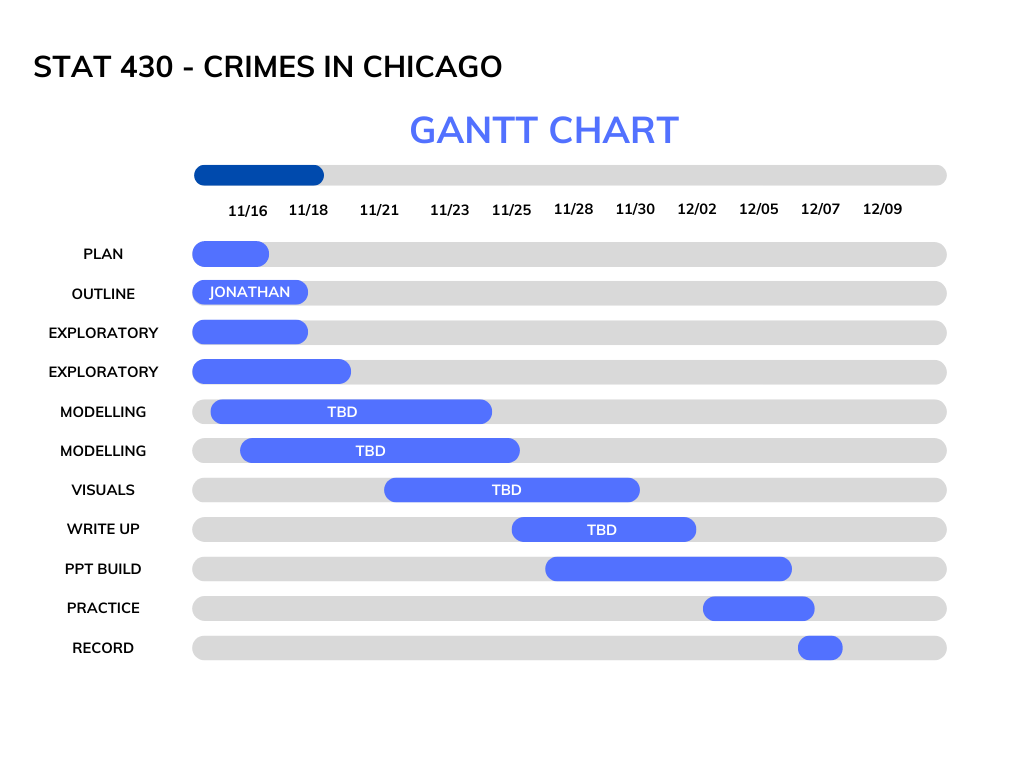 STAT 430 - CRIMES IN CHICAGO
GANTT CHART
11/16 11/18 11/21 11/23 11/25 11/28 11/30 12/02 12/05 12/07 12/09
PLAN
OUTLINE JONATHAN
EXPLORATORY
EXPLORATORY
MODELLING TBD
MODELLING TBD
VISUALS TBD
WRITE UP TBD
PPT BUILD
PRACTICE
RECORD